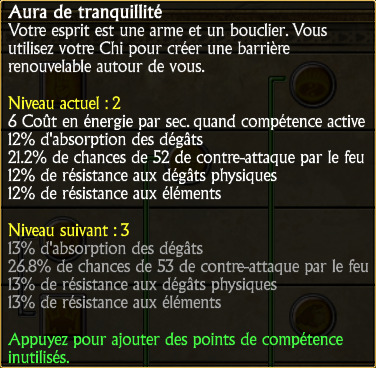 Aura de tranquillité
Votre esprit est une arme et un bouclier. Vous
utilisez votre Chi pour créer une barrière
renouvelable autour de vous.
Niveau actuel : 2
6 Coût en énergie par sec. quand compétence active
12% d'absorption des dégâts
21.2% de chances de 52 de contre-attaque par le feu
12% de résistance aux dégâts physiques
12% de résistance aux éléments
Niveau suivant : 3
13% d'absorption des dégâts
26.8% de chances de 53 de contre-attaque par le feu
13% de résistance aux dégâts physiques
13% de résistance aux éléments
Appuyez pour ajouter des points de compétence
inutilisés.